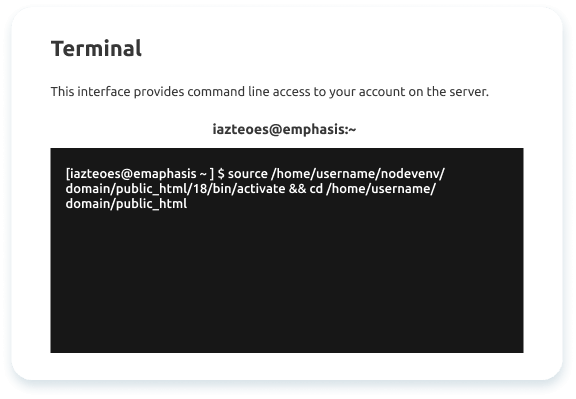 Terminal
This interface provides command line access to your account on the server.
iazteoes@emphasis:~
[iazteoes@emaphasis ~ ] $ source /home/username/nodevenv/
domain/public_html/18/bin/activate && cd /home/username/
domain/public_html